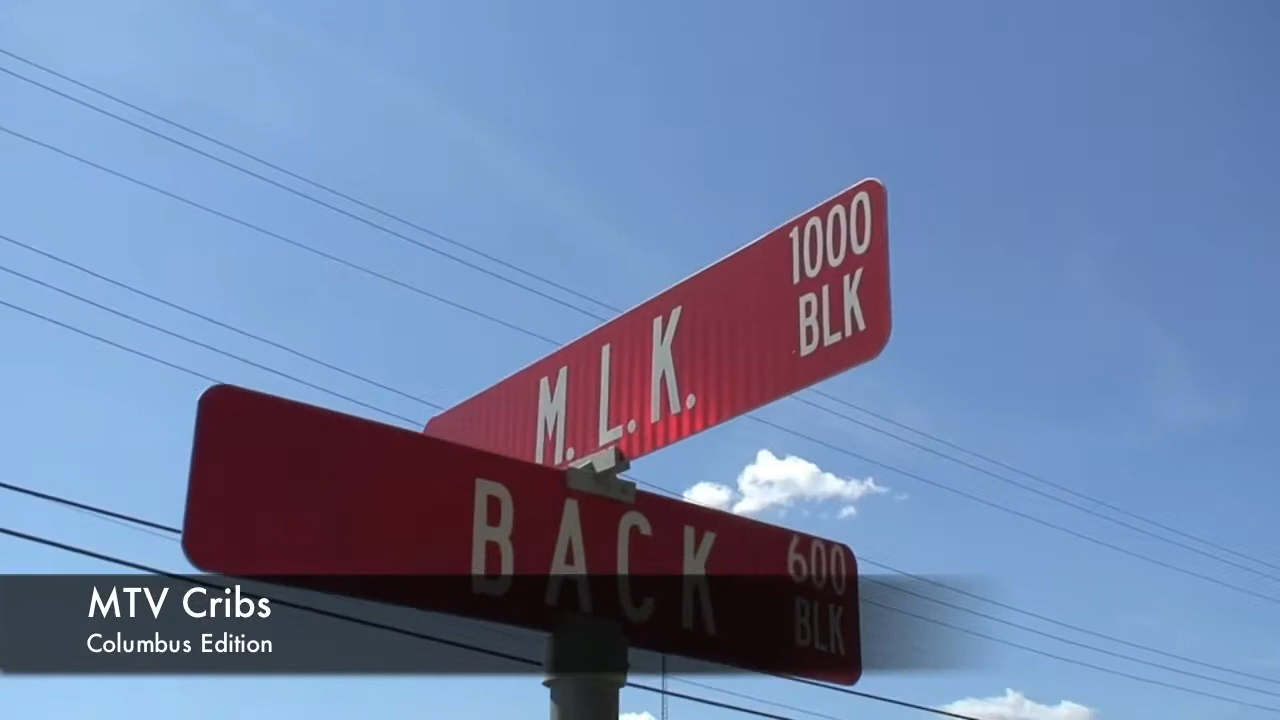 1000
BLK
M. L. K.
BACK
600
BLK
MTV Cribs
Columbus Edition